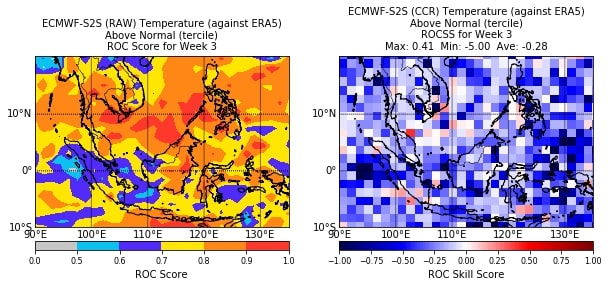 ECMWF-S2S (RAW) Temperature (against ERA5)
Above Normal (tercile)
ROC Score for Week 3
10°N
0°
10°S
90°E 100°E 110°E 120°E 130°E
0.0 0.5 0.6 0.7 0.8 0.9 1.0
ROC Score
ECMWF-S2S (CCR) Temperature (against ERA5)
Above Normal (tercile)
ROCSS for Week 3
Max: 0.41 Min: -5.00 Ave: -0.28
10°N
0°
10°S
90°E 100°E 110°E 120°E 130°E
−1.00 −0.75 −0.50 −0.25 0.00 0.25 0.50 0.75 1.00
ROC Skill Score